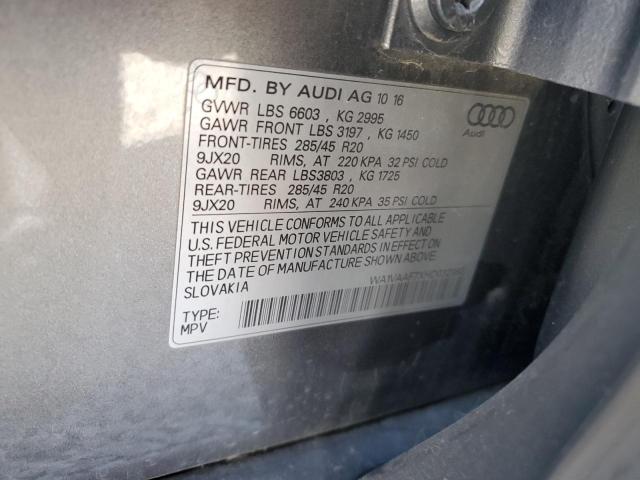 MFD. BY AUDI AG 10 16
GVWR LBS 6603 , KG 2995
GAWR FRONT LBS 3197 , KG 1450
FRONT-TIRES 285/45 R20
9JX20 RIMS, AT 220 KPA 32 PSI COLD
GAWR REAR LBS3803 , KG 1725
REAR-TIRES 285/45 R20
9JX20 RIMS, AT 240 KPA 35 PSI COLD
THIS VEHICLE CONFORMS TO ALL APPLICABLE
U.S. FEDERAL MOTOR VEHICLE SAFETY AND
THEFT PREVENTION STANDARDS IN EFFECT ON
THE DATE OF MANUFACTURE SHOWN ABOVE.
SLOVAKIA
TYPE:
MPV
Audi